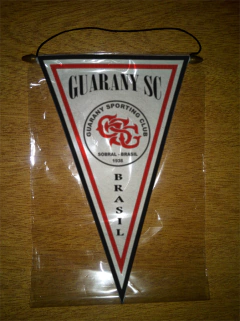 GUARANY SC
GUARANY SPORTING CLUB
GSC
SOBRAL - BRASIL
1938
BRASIL